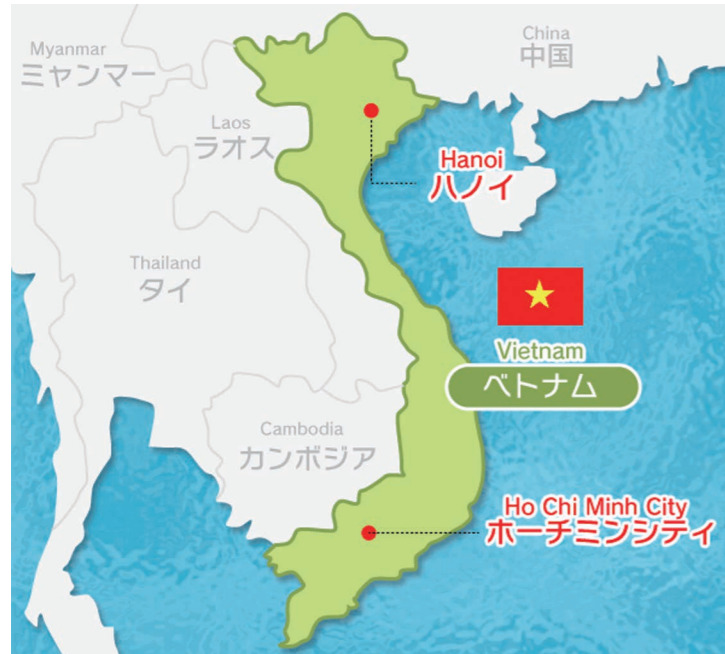 Myanmar
ミャンマー
China
中国
Laos
ラオス
Hanoi
ハノイ
Thailand
タイ
Vietnam
ベトナム
Cambodia
カンボジア
Ho Chi Minh City
ホーチミンシティ